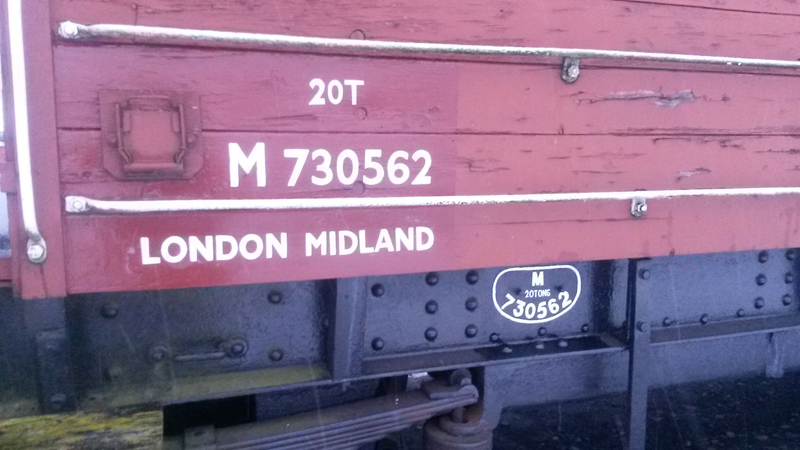 20T
M 730562
LONDON MIDLAND
M
20TONS
730562